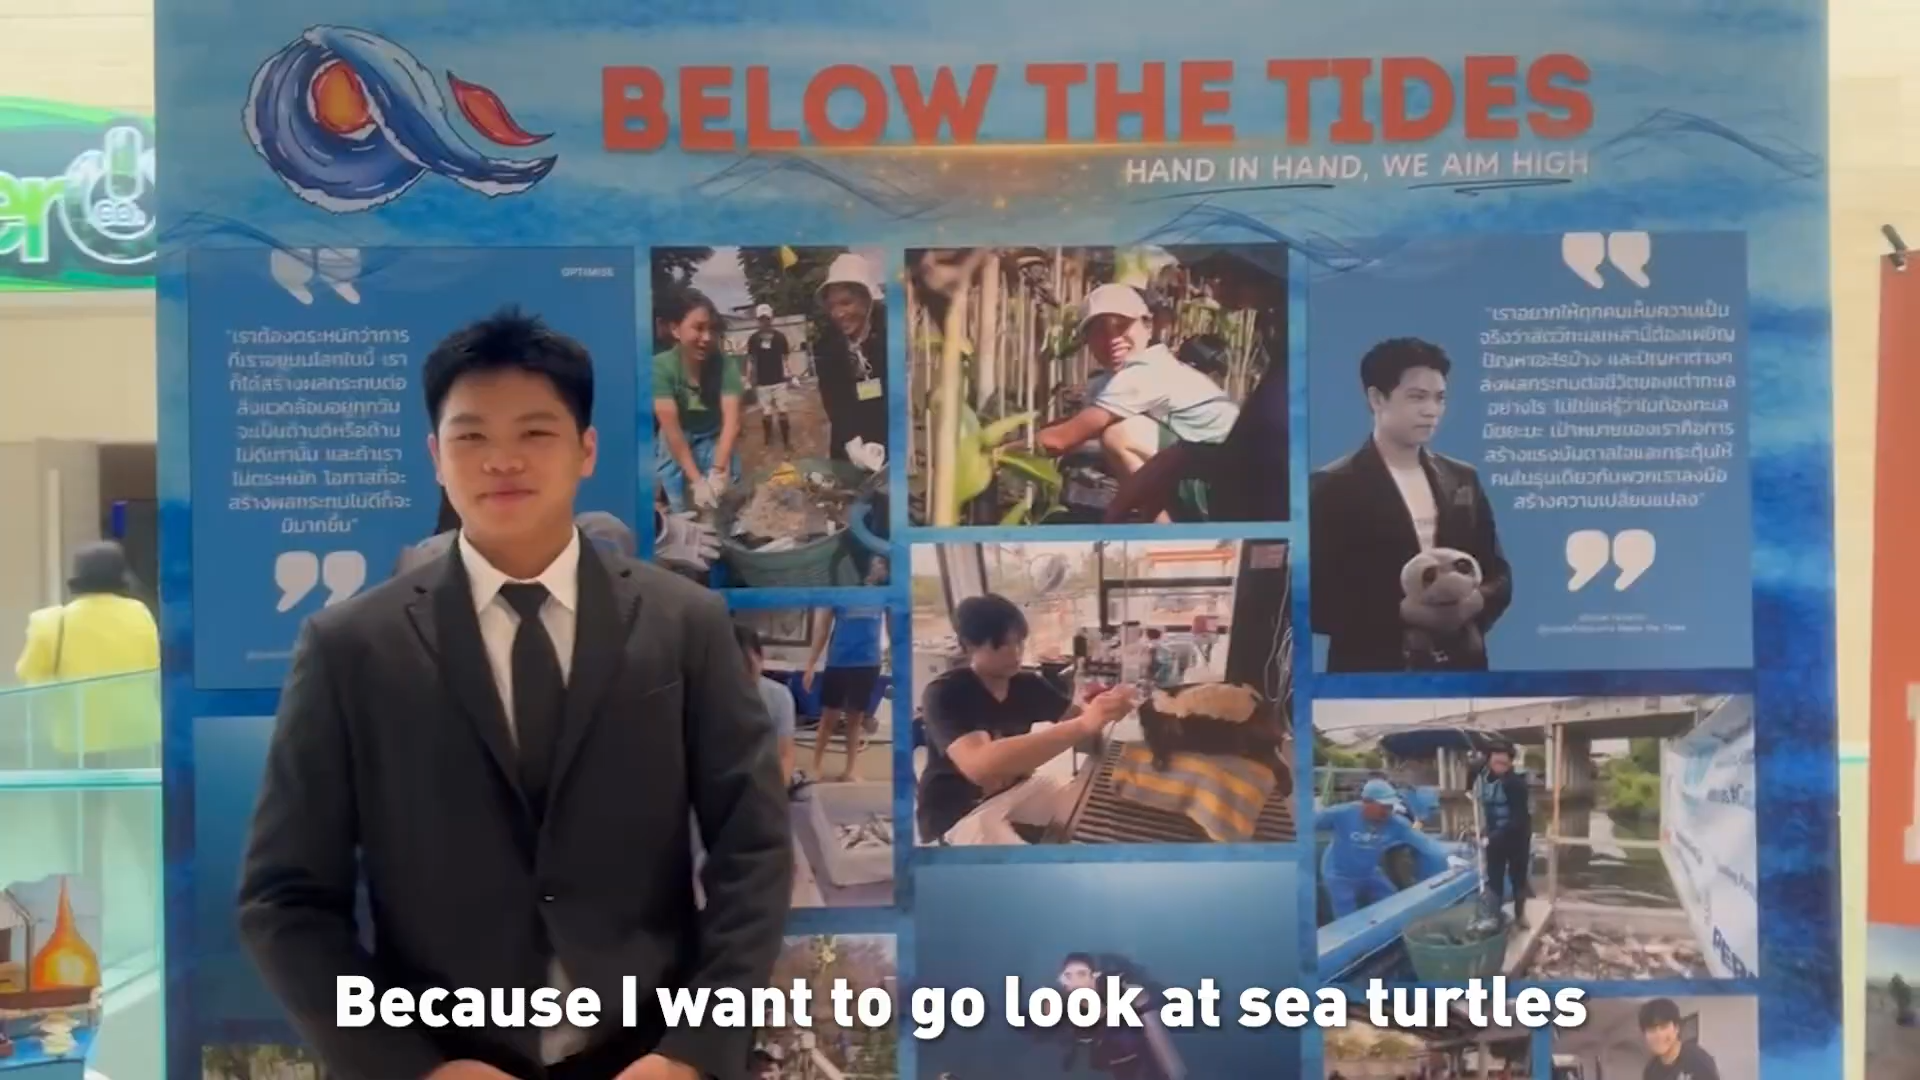 BELOW THE TIDES
HAND IN HAND, WE AIM HIGH
er
OPTIMISE
"เราต้องตระหนักว่าการ
ที่เราอยู่บนโลกใบนี้ เรา
ก็ได้สร้างผลกระทบต่อ
สิ่งแวดล้อมอยู่ทุกวัน
จะเป็นด้านดีหรือด้าน
ไม่ดีเท่านั้น และถ้าเรา
ไม่ตระหนัก โอกาสที่จะ
สร้างผลกระทบไม่ดีก็จะ
มีมากขึ้น"
"เราอยากให้ทุกคนเห็นความเป็น
จริงว่าสัตว์ทะเลเหล่านี้ต้องเผชิญ
ปัญหาอะไรบ้าง และปัญหาต่างๆ
ส่งผลกระทบต่อชีวิตของเต่าทะเล
อย่างไร ไม่ใช่แค่รู้ว่าในท้องทะเล
มีขยะนะ เป้าหมายของเราคือการ
สร้างแรงบันดาลใจและกระตุ้นให้
คนในรุ่นเดียวกับพวกเราลงมือ
สร้างความเปลี่ยนแปลง"
Because I want to go look at sea turtles